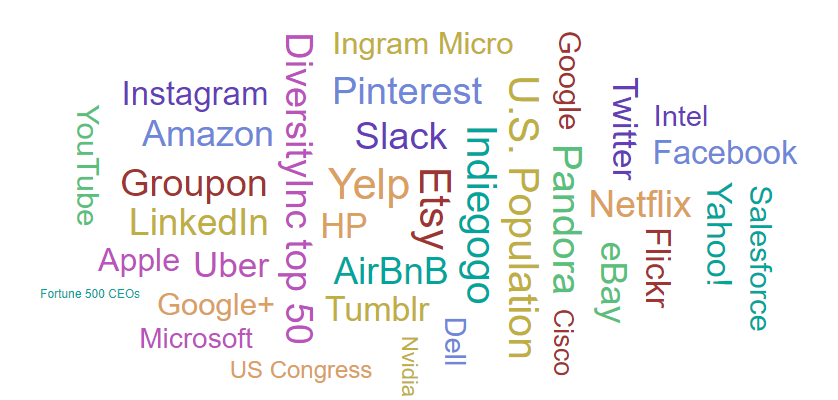 Ingram Micro
Google
DiversityInc top 50
Instagram
Pinterest
U.S. Population
Twitter
Intel
YouTube
Amazon
Slack
Indiegogo
Pandora
Facebook
Groupon
Yelp
Etsy
Netflix
Yahoo!
Salesforce
LinkedIn
HP
Flickr
eBay
Apple
Uber
AirBnB
Fortune 500 CEOs
Google+
Tumblr
Dell
Cisco
Microsoft
Nvidia
US Congress